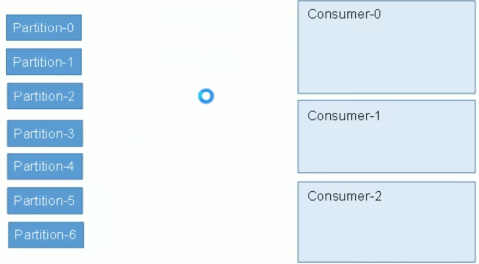 Partition-0
Partition-1
Partition-2
Partition-3
Partition-4
Partition-5
Partition-6
Consumer-0
Consumer-1
Consumer-2